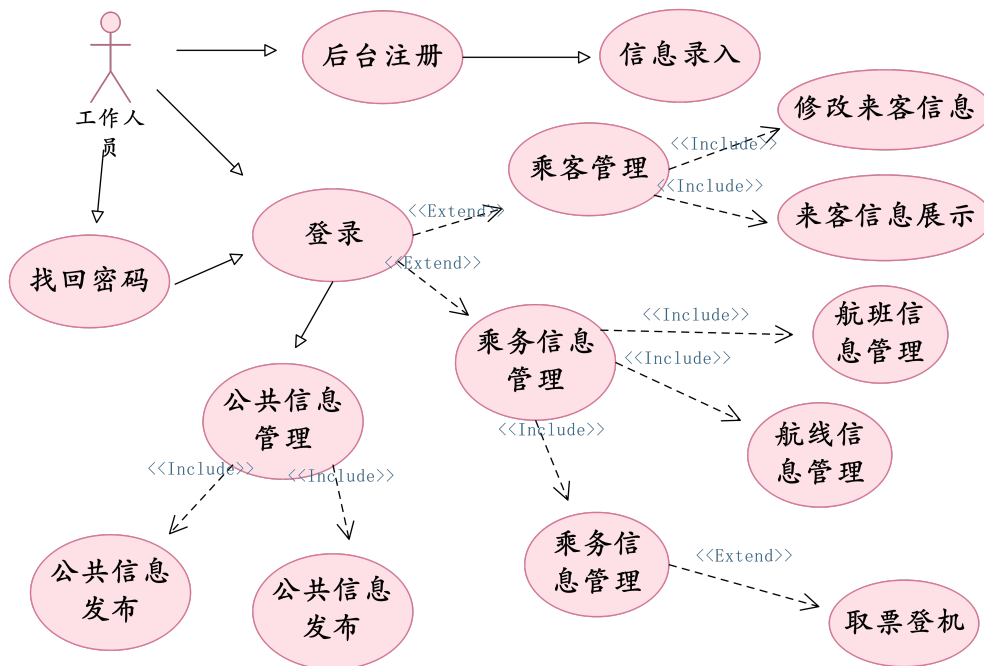 后台注册
信息录入
工作人
员
修改来客信息
<<Include>>
乘客管理
<<Include>>
来客信息展示
<<Extend>>
登录
<<Extend>>
找回密码
航班信
息管理
<<Include>>
乘务信息
管理
<<Include>>
公共信息
管理
航线信
息管理
<<Include>>
<<Include>>
<<Include>>
乘务信
息管理
<<Extend>>
公共信息
发布
公共信息
发布
取票登机